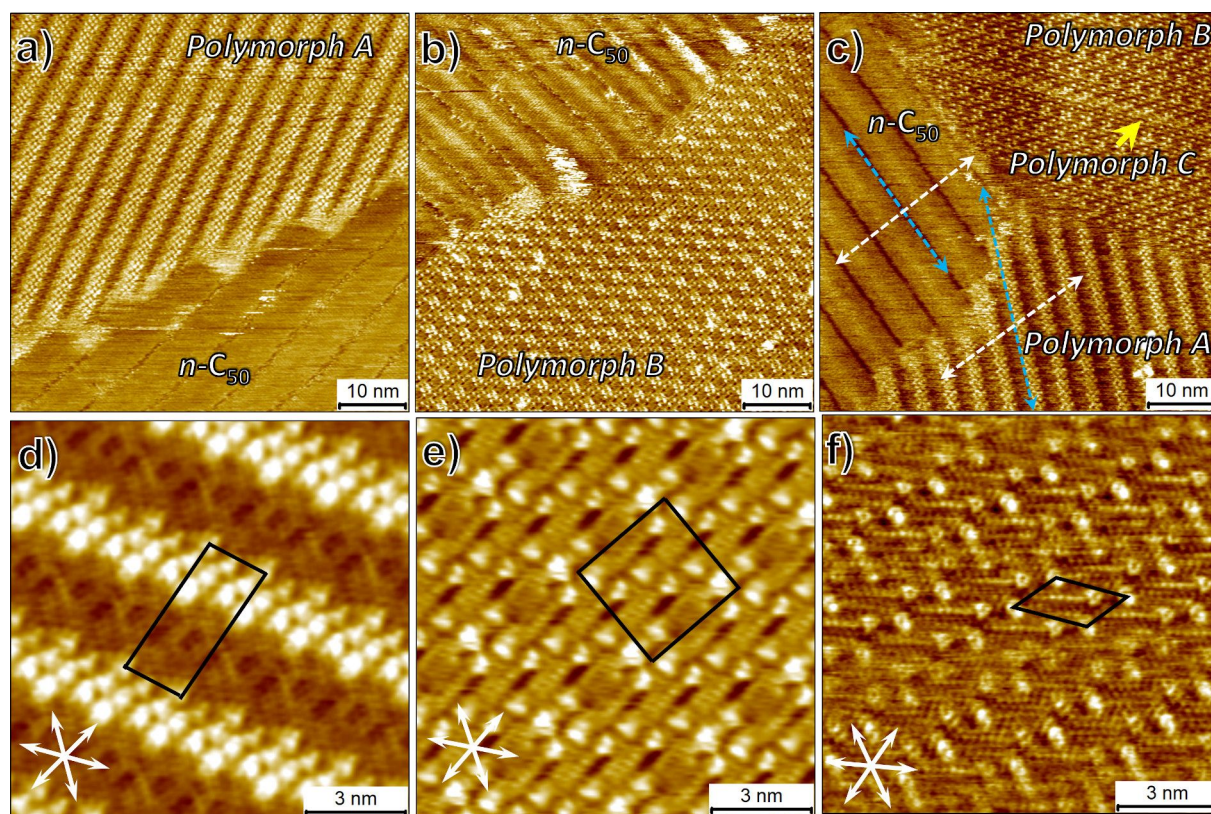 a)
Polymorph A
n-C50
10 nm
b)
n-C50
Polymorph B
10 nm
c)
Polymorph B
n-C50
Polymorph C
Polymorph A
10 nm
d)
3 nm
e)
3 nm
f)
3 nm